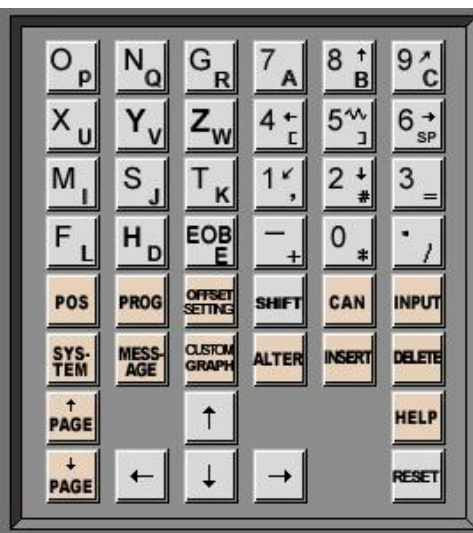 O P N Q G R 7 A 8 ↑ B 9 ↗ C
X U Y V Z W 4 ← [ 5 ] 6 → SP
M I S J T K 1 ↙ , 2 ↓ # 3 =
F L H D EOB E − + 0 * . /
POS PROG OFFSET SETTING SHIFT CAN INPUT
SYS-TEM MESS-AGE CUSTOM GRAPH ALTER INSERT DELETE
↑ PAGE ↑ HELP
↓ PAGE ← ↓ → RESET